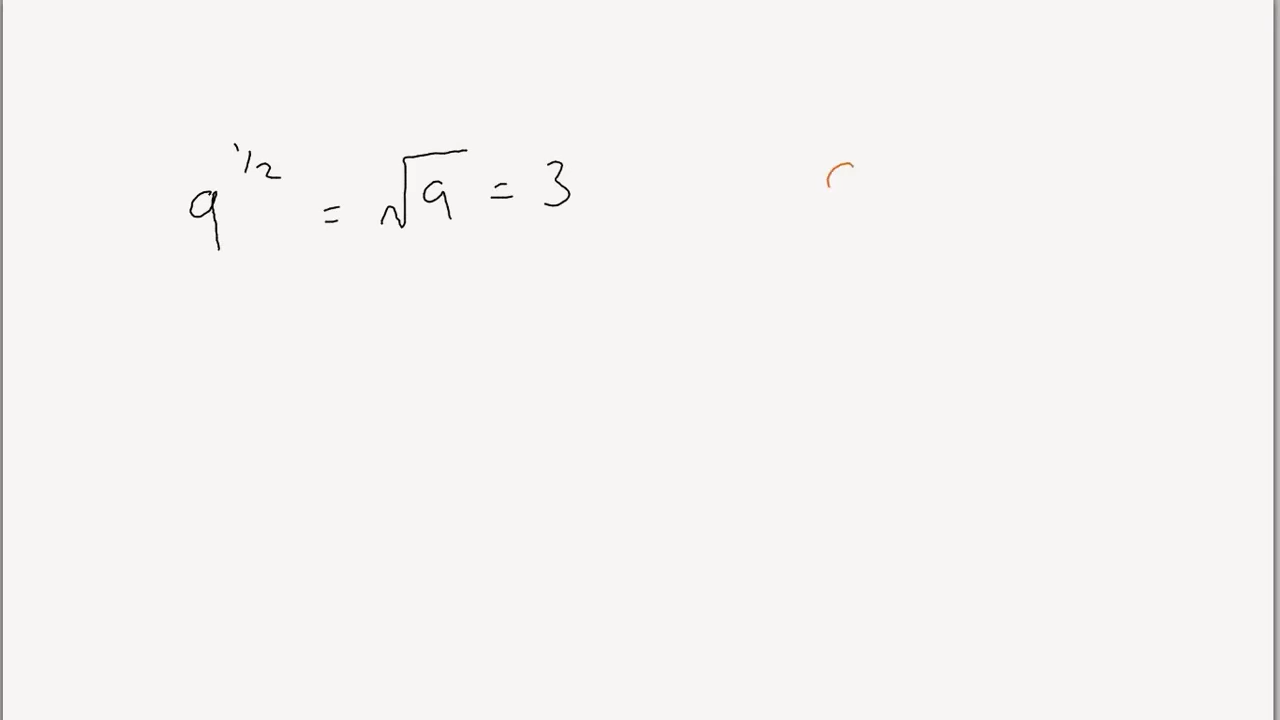 9^{1/2} = √9 = 3